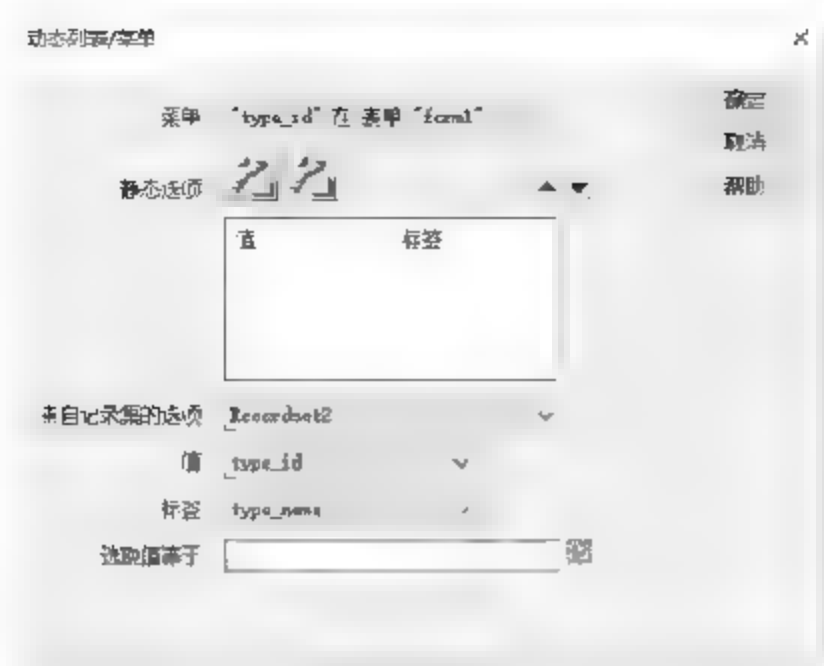 动态列表/菜单
菜单 "type_id" 在 表单 "form1"
确定
取消
静态选项
帮助
值 标签
来自记录集的选项 Recordset2
值 type_id
标签 type_name
选取值等于